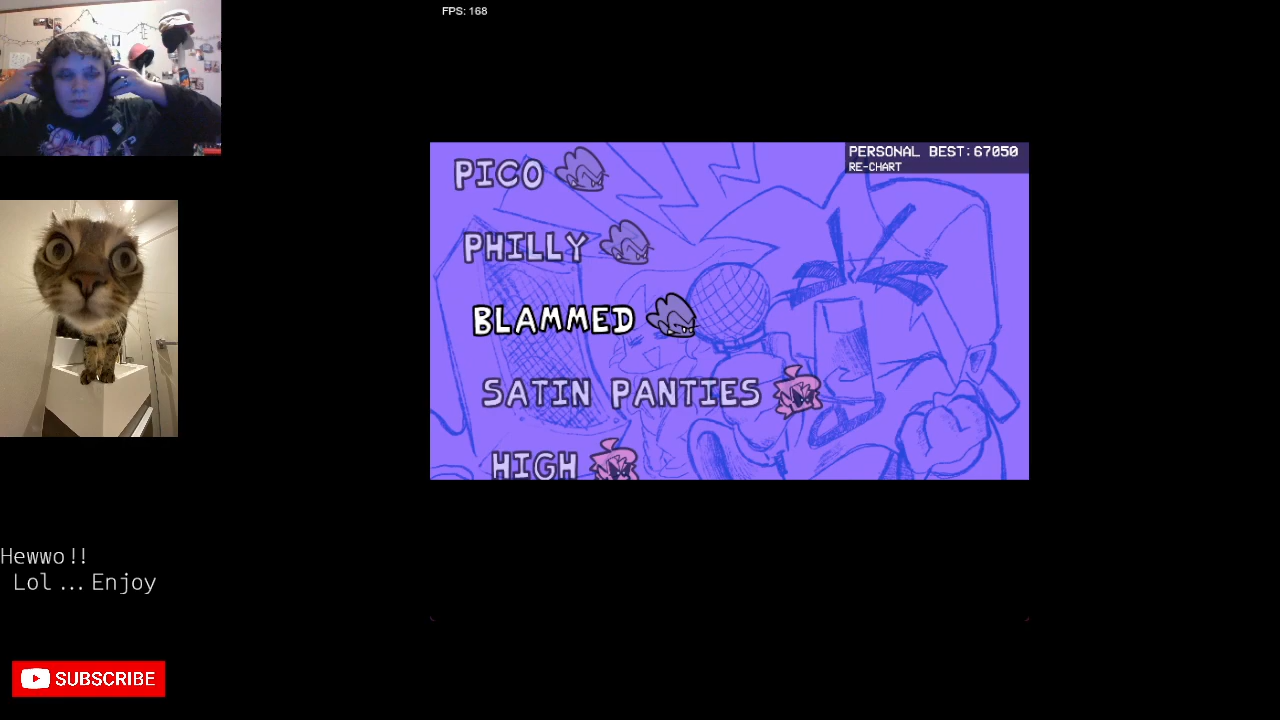 FPS: 168
PERSONAL BEST:67050
RE-CHART
PICO
PHILLY
BLAMMED
SATIN PANTIES
HIGH
Hewwo!!
Lol...Enjoy
SUBSCRIBE